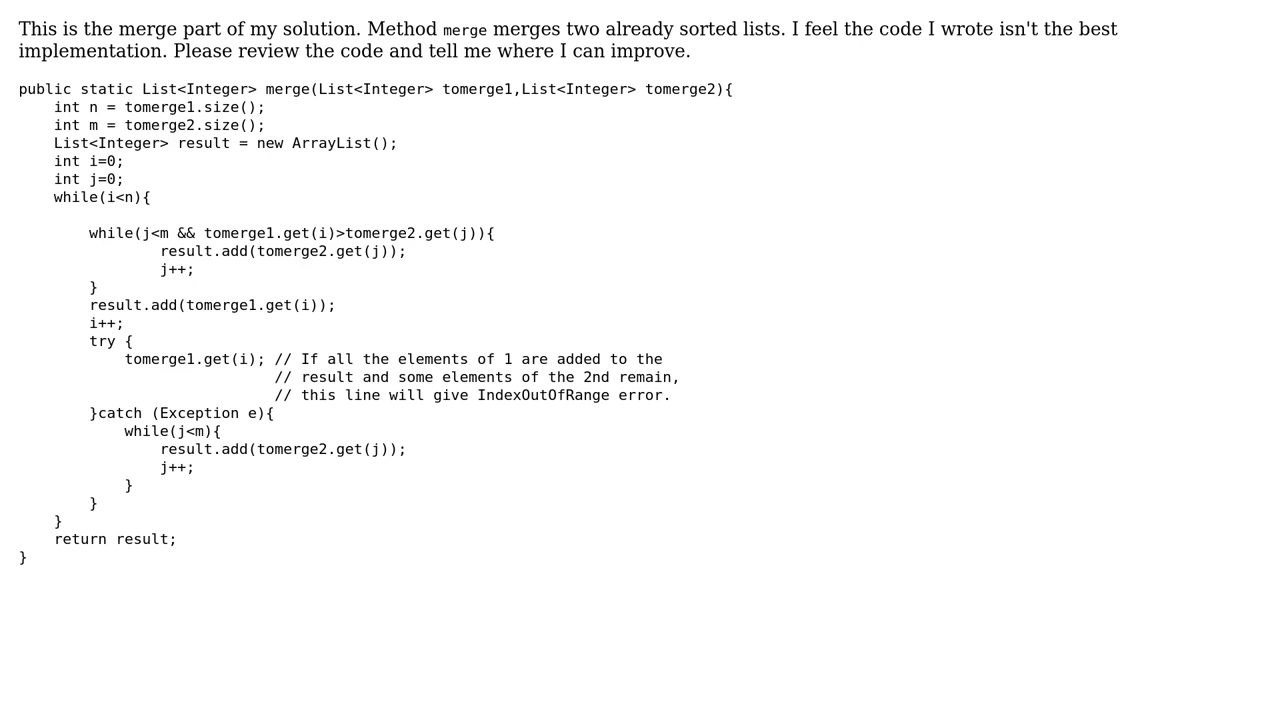 This is the merge part of my solution. Method merge merges two already sorted lists. I feel the code I wrote isn't the best
implementation. Please review the code and tell me where I can improve.
public static List<Integer> merge(List<Integer> tomerge1,List<Integer> tomerge2){
    int n = tomerge1.size();
    int m = tomerge2.size();
    List<Integer> result = new ArrayList();
    int i=0;
    int j=0;
    while(i<n){
        while(j<m && tomerge1.get(i)>tomerge2.get(j)){
                result.add(tomerge2.get(j));
                j++;
        }
        result.add(tomerge1.get(i));
        i++;
        try {
            tomerge1.get(i); // If all the elements of 1 are added to the
                             // result and some elements of the 2nd remain,
                             // this line will give IndexOutOfRange error.
        }catch (Exception e){
            while(j<m){
                result.add(tomerge2.get(j));
                j++;
            }
        }
    }
    return result;
}